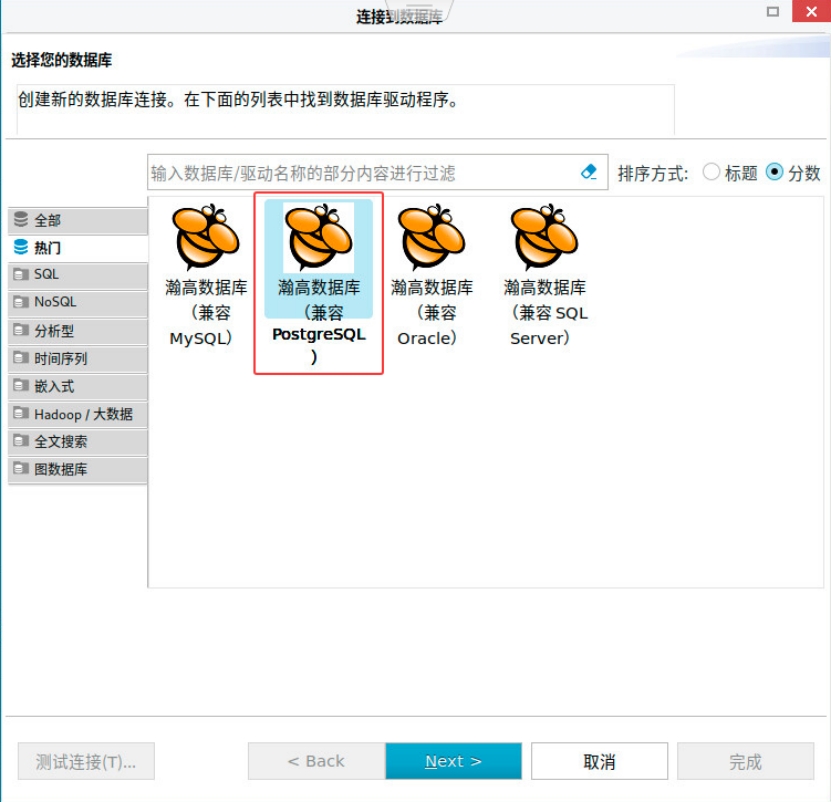 连接到数据库
选择您的数据库
创建新的数据库连接。在下面的列表中找到数据库驱动程序。
输入数据库/驱动名称的部分内容进行过滤
排序方式: 标题 分数
全部
热门
SQL
NoSQL
分析型
时间序列
嵌入式
Hadoop / 大数据
全文搜索
图数据库
瀚高数据库
（兼容
MySQL）
瀚高数据库
（兼容
PostgreSQL
）
瀚高数据库
（兼容
Oracle）
瀚高数据库
（兼容 SQL
Server）
测试连接(T)...
< Back
Next >
取消
完成